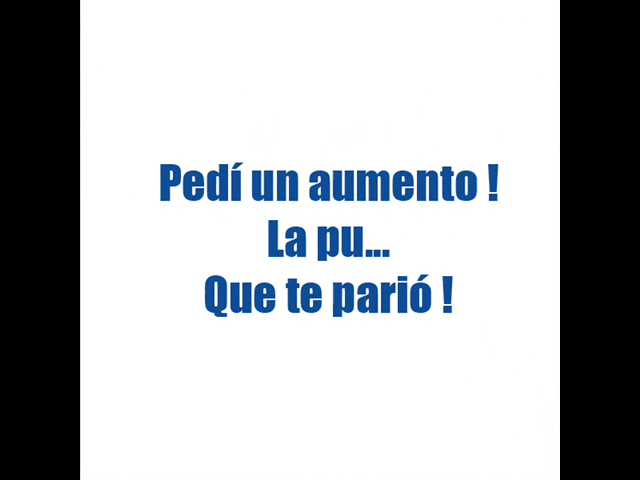 Pedí un aumento !
La pu...
Que te parió !